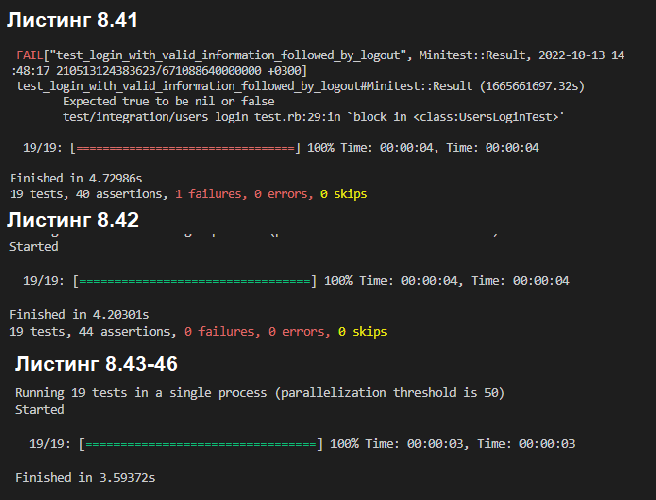 Листинг 8.41
FAIL["test_login_with_valid_information_followed_by_logout", Minitest::Result, 2022-10-13 14
:48:17 210513124383623/671088640000000 +0300]
test_login_with_valid_information_followed_by_logout#Minitest::Result (1665661697.32s)
Expected true to be nil or false
test/integration/users_login_test.rb:29:in `block in <class:UsersLoginTest>'
19/19: [===============================] 100% Time: 00:00:04, Time: 00:00:04
Finished in 4.72986s
19 tests, 40 assertions, 1 failures, 0 errors, 0 skips
Листинг 8.42
Started
19/19: [=================================] 100% Time: 00:00:04, Time: 00:00:04
Finished in 4.20301s
19 tests, 44 assertions, 0 failures, 0 errors, 0 skips
Листинг 8.43-46
Running 19 tests in a single process (parallelization threshold is 50)
Started
19/19: [=================================] 100% Time: 00:00:03, Time: 00:00:03
Finished in 3.59372s